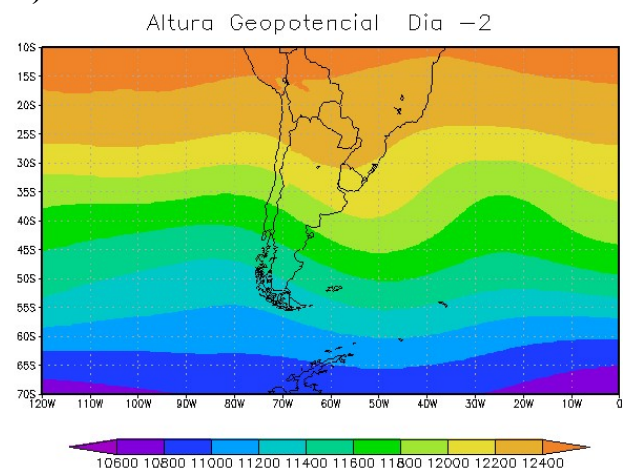 Altura Geopotencial Dia −2
10S
15S
20S
25S
30S
35S
40S
45S
50S
55S
60S
65S
70S
120W 110W 100W 90W 80W 70W 60W 50W 40W 30W 20W 10W 0
10600 10800 11000 11200 11400 11600 11800 12000 12200 12400